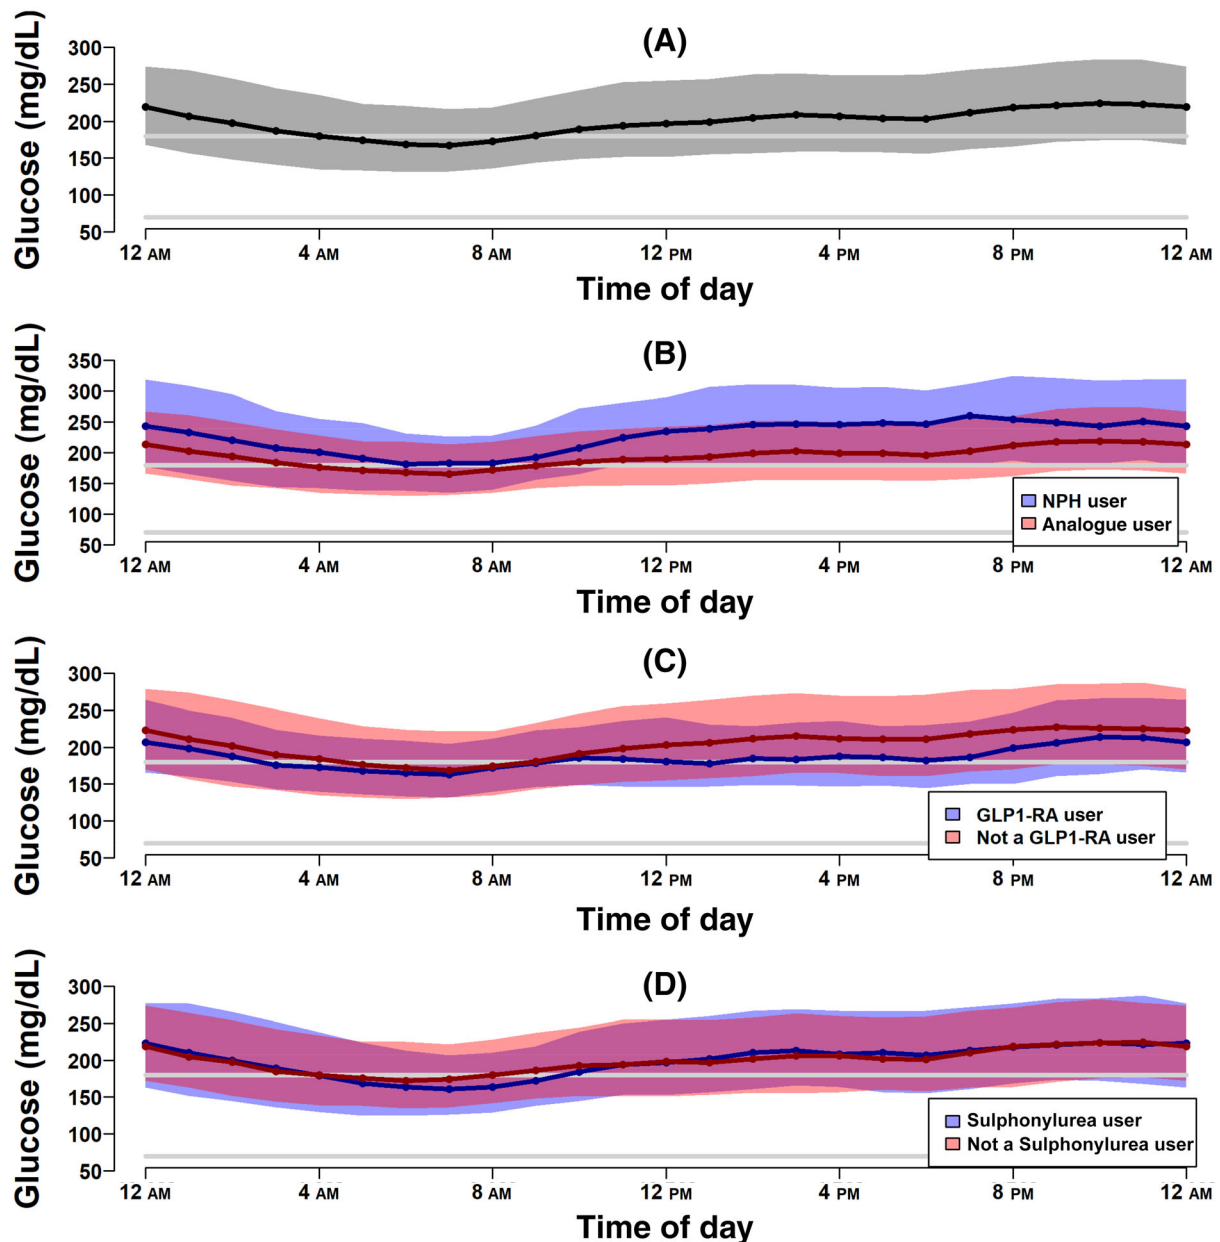 (A)
Glucose (mg/dL)
300
250
200
150
100
50
12 AM 4 AM 8 AM 12 PM 4 PM 8 PM 12 AM
Time of day
(B)
Glucose (mg/dL)
350
300
250
200
150
100
50
NPH user
Analogue user
12 AM 4 AM 8 AM 12 PM 4 PM 8 PM 12 AM
Time of day
(C)
Glucose (mg/dL)
300
250
200
150
100
50
GLP1-RA user
Not a GLP1-RA user
12 AM 4 AM 8 AM 12 PM 4 PM 8 PM 12 AM
Time of day
(D)
Glucose (mg/dL)
300
250
200
150
100
50
Sulphonylurea user
Not a Sulphonylurea user
12 AM 4 AM 8 AM 12 PM 4 PM 8 PM 12 AM
Time of day